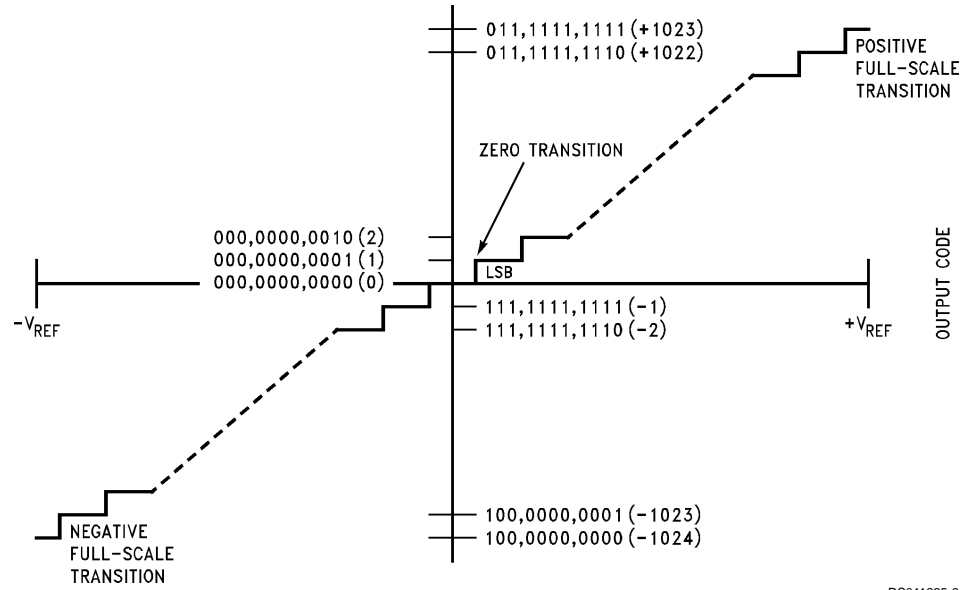 011,1111,1111 (+1023)
011,1111,1110 (+1022)
POSITIVE
FULL-SCALE
TRANSITION
ZERO TRANSITION
000,0000,0010 (2)
000,0000,0001 (1)
000,0000,0000 (0)
LSB
111,1111,1111 (-1)
111,1111,1110 (-2)
-VREF
+VREF
OUTPUT CODE
100,0000,0001 (-1023)
100,0000,0000 (-1024)
NEGATIVE
FULL-SCALE
TRANSITION